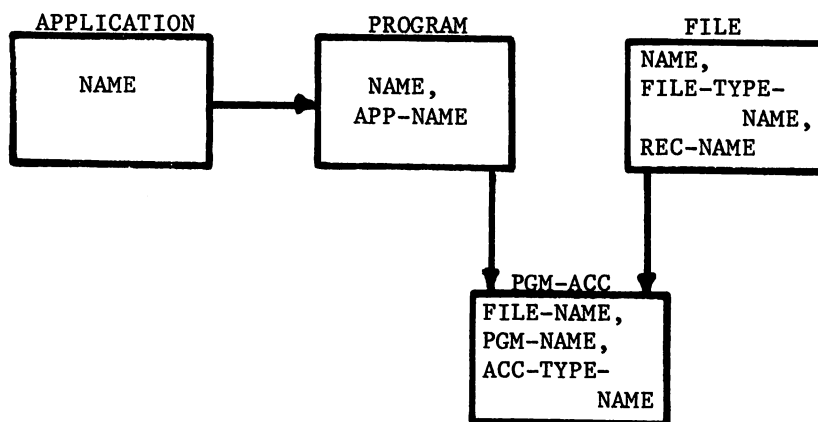 APPLICATION
NAME
PROGRAM
NAME,
APP-NAME
FILE
NAME,
FILE-TYPE-
NAME,
REC-NAME
PGM-ACC
FILE-NAME,
PGM-NAME,
ACC-TYPE-
NAME